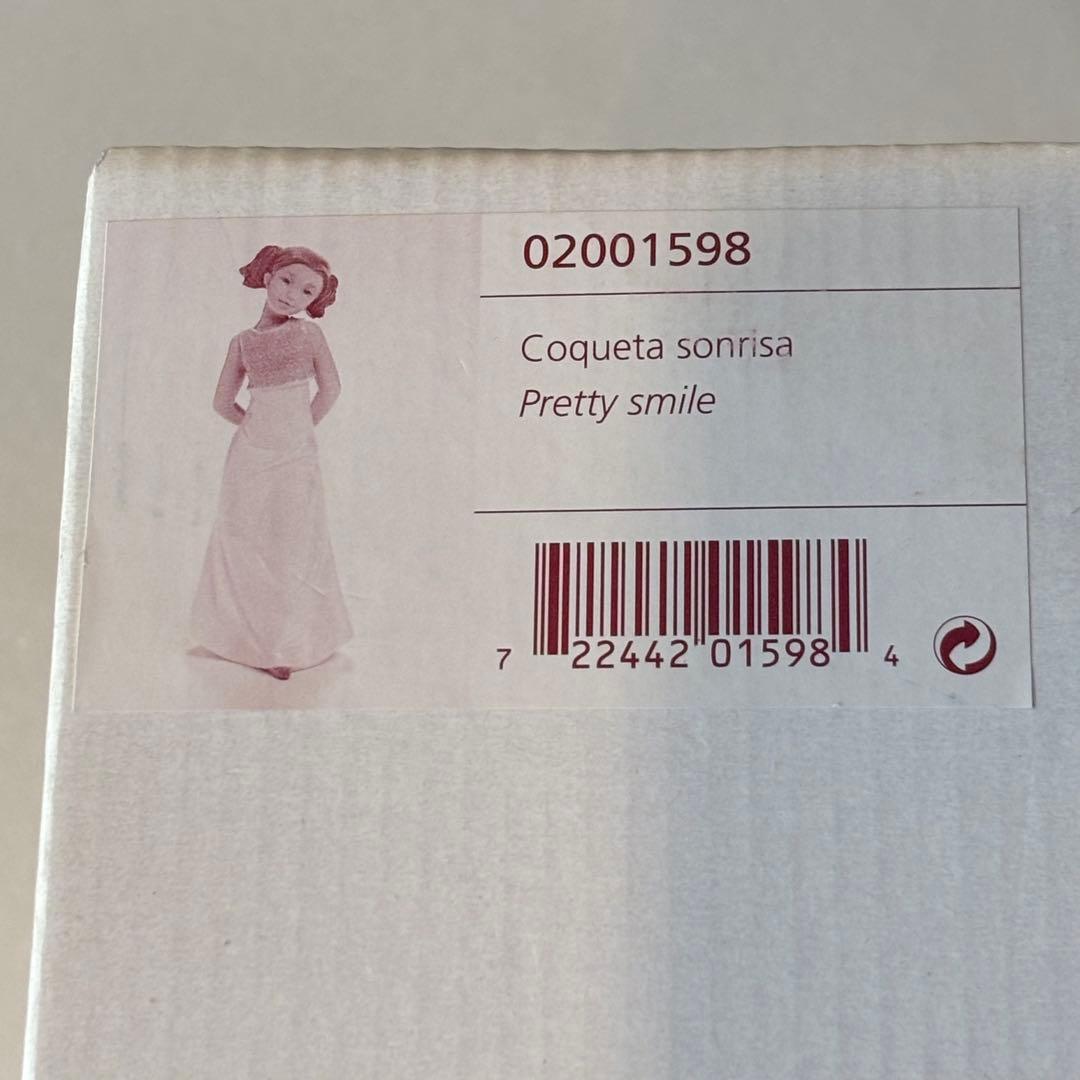 02001598
Coqueta sonrisa
Pretty smile
7 22442 01598 4